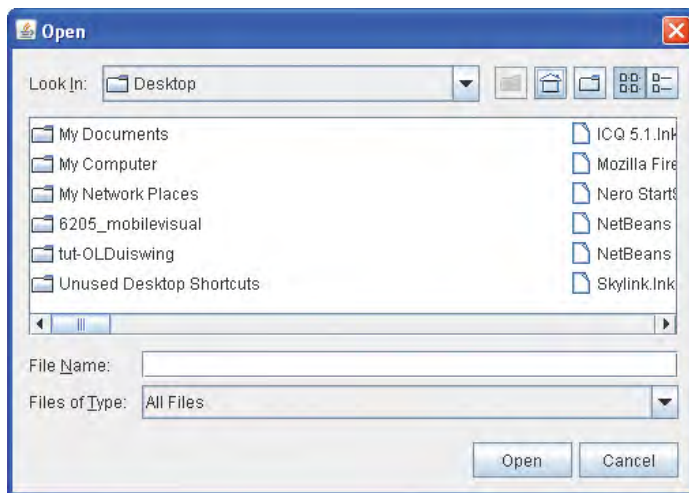 Open
Look In: Desktop
My Documents
My Computer
My Network Places
6205_mobilevisual
tut-OLDuiswing
Unused Desktop Shortcuts
ICQ 5.1.lnk
Mozilla Fire
Nero StartS
NetBeans
NetBeans
Skylink.lnk
File Name:
Files of Type: All Files
Open Cancel